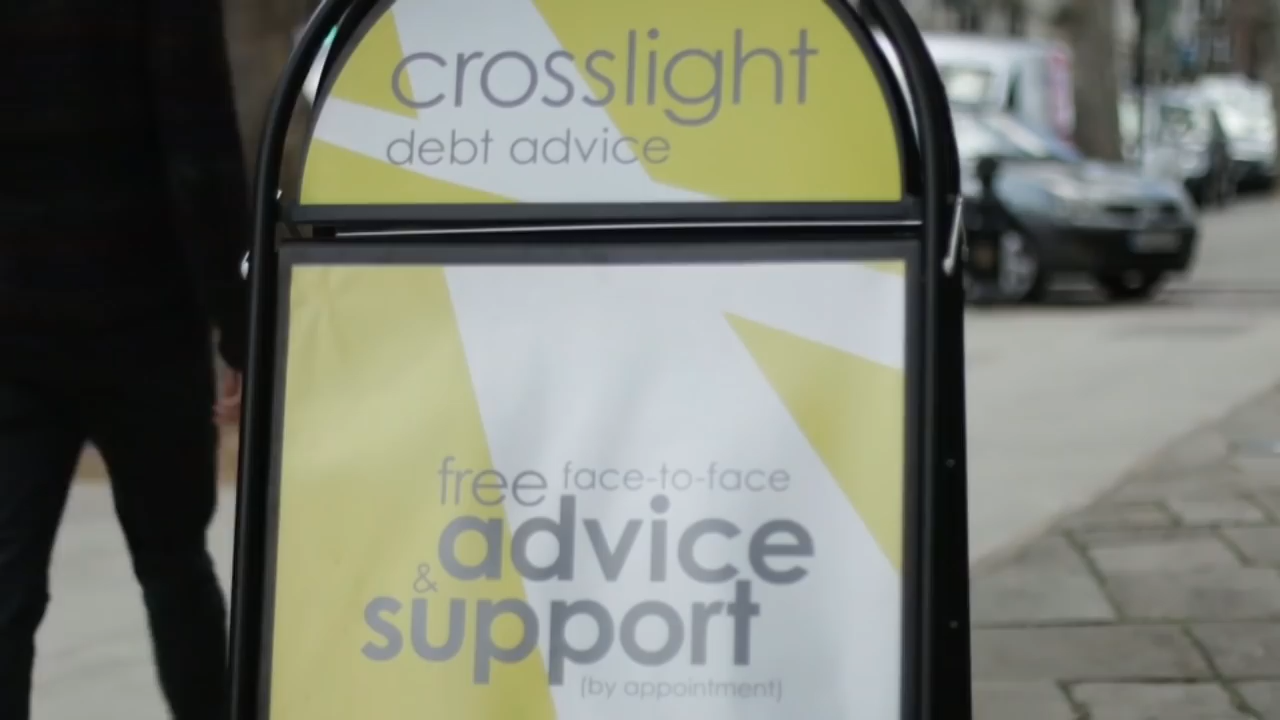 crosslight
debt advice
free face-to-face
advice
&
support
(by appointment)